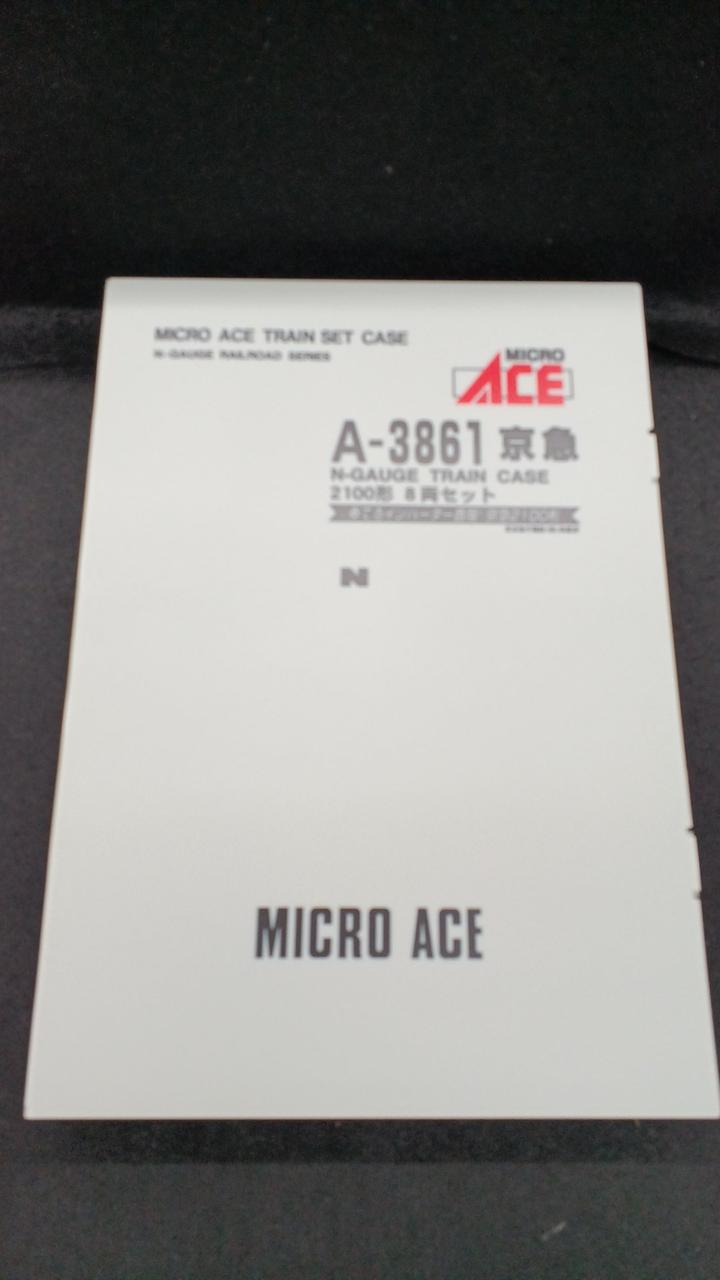 MICRO ACE TRAIN SET CASE
N-GAUGE RAILROAD SERIES
MICRO
ACE
A-3861 京急
N-GAUGE TRAIN CASE
2100形 8両セット
N
MICRO ACE